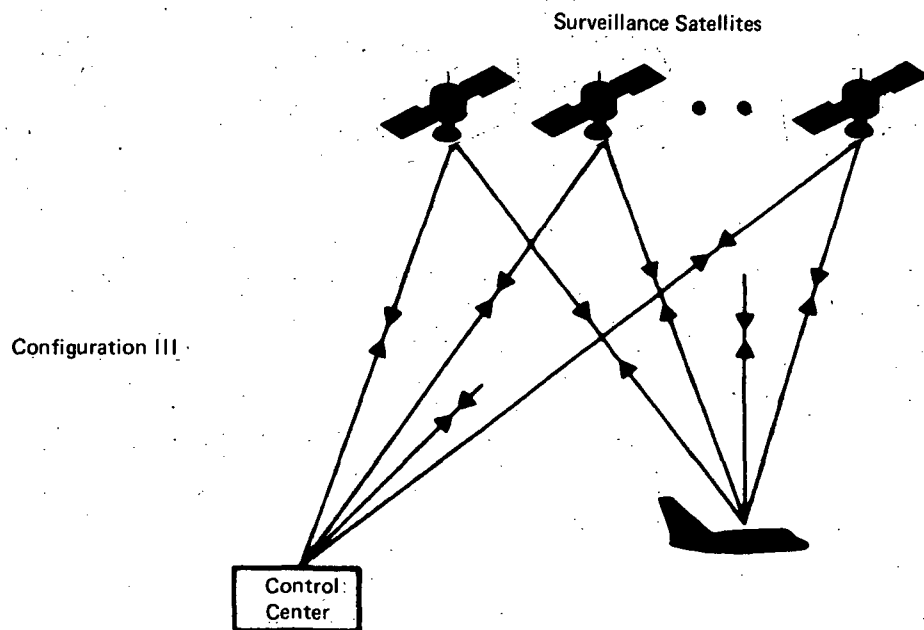 Surveillance Satellites
Configuration III
Control
Center